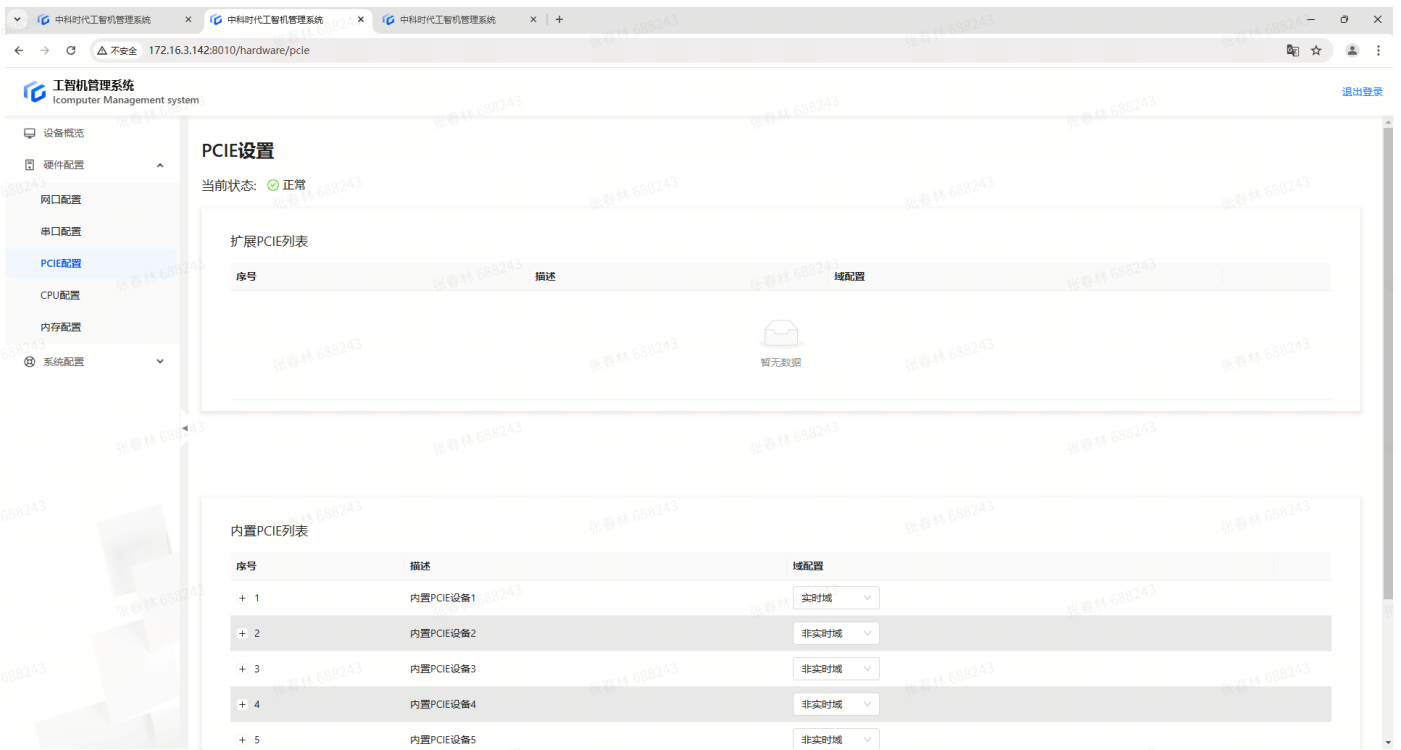 中科时代工智机管理系统 中科时代工智机管理系统 中科时代工智机管理系统
不安全 172.16.3.142:8010/hardware/pcie
工智机管理系统
Icomputer Management system
退出登录
设备概览
硬件配置
网口配置
串口配置
PCIE配置
CPU配置
内存配置
系统配置
PCIE设置
当前状态: 正常
扩展PCIE列表
序号 描述 域配置
暂无数据
内置PCIE列表
序号 描述 域配置
+ 1 内置PCIE设备1 实时域
+ 2 内置PCIE设备2 非实时域
+ 3 内置PCIE设备3 非实时域
+ 4 内置PCIE设备4 非实时域
+ 5 内置PCIE设备5 非实时域
张春林 688243